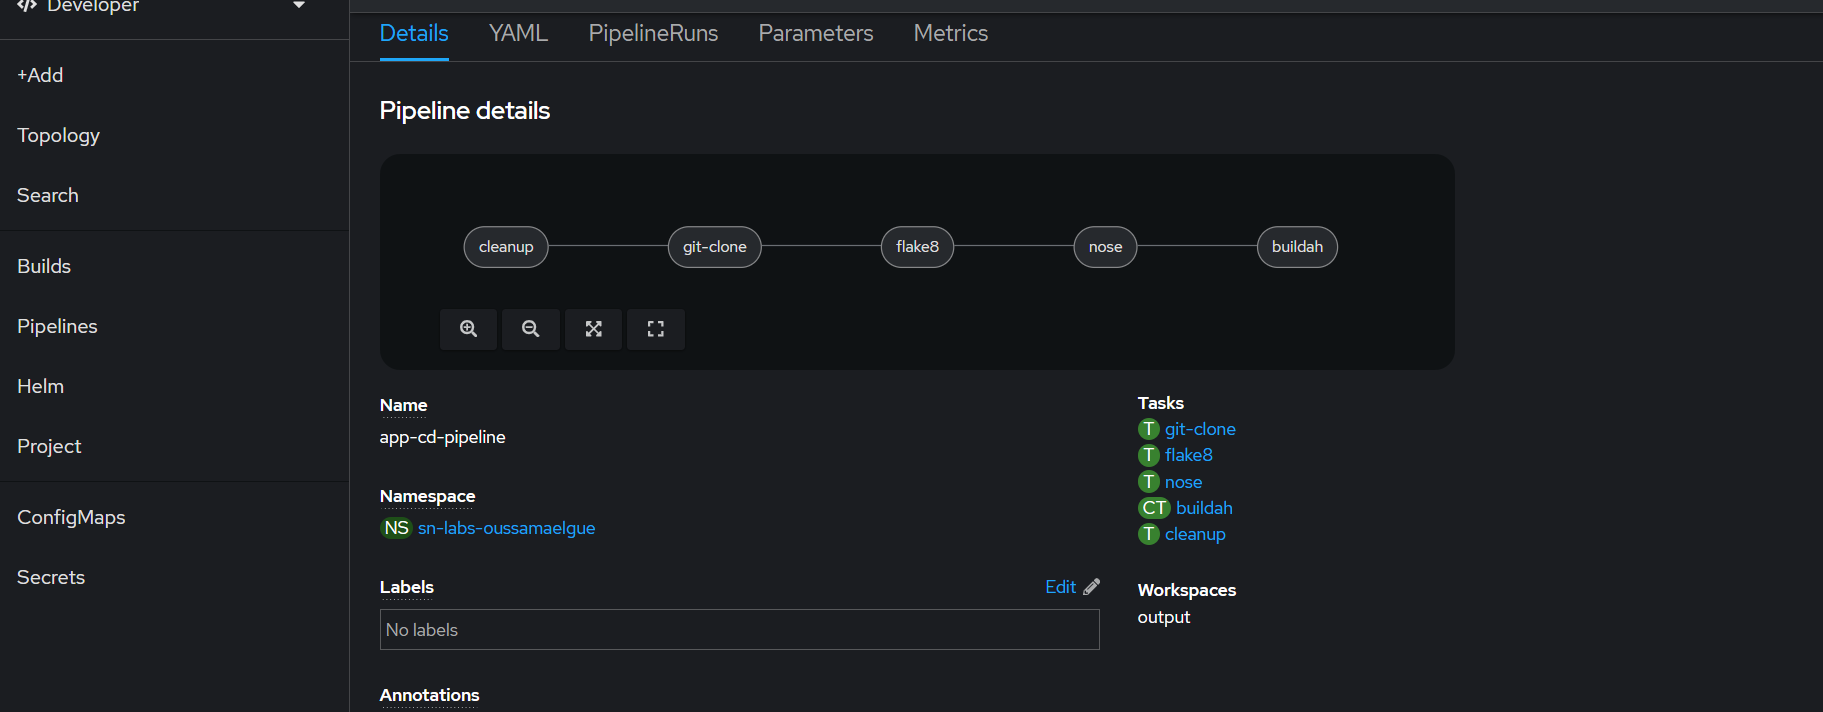 Developer
+Add
Topology
Search
Builds
Pipelines
Helm
Project
ConfigMaps
Secrets
Details YAML PipelineRuns Parameters Metrics
Pipeline details
cleanup git-clone flake8 nose buildah
Name
app-cd-pipeline
Namespace
NS sn-labs-oussamaelgue
Labels Edit
No labels
Annotations
Tasks
T git-clone
T flake8
T nose
CT buildah
T cleanup
Workspaces
output